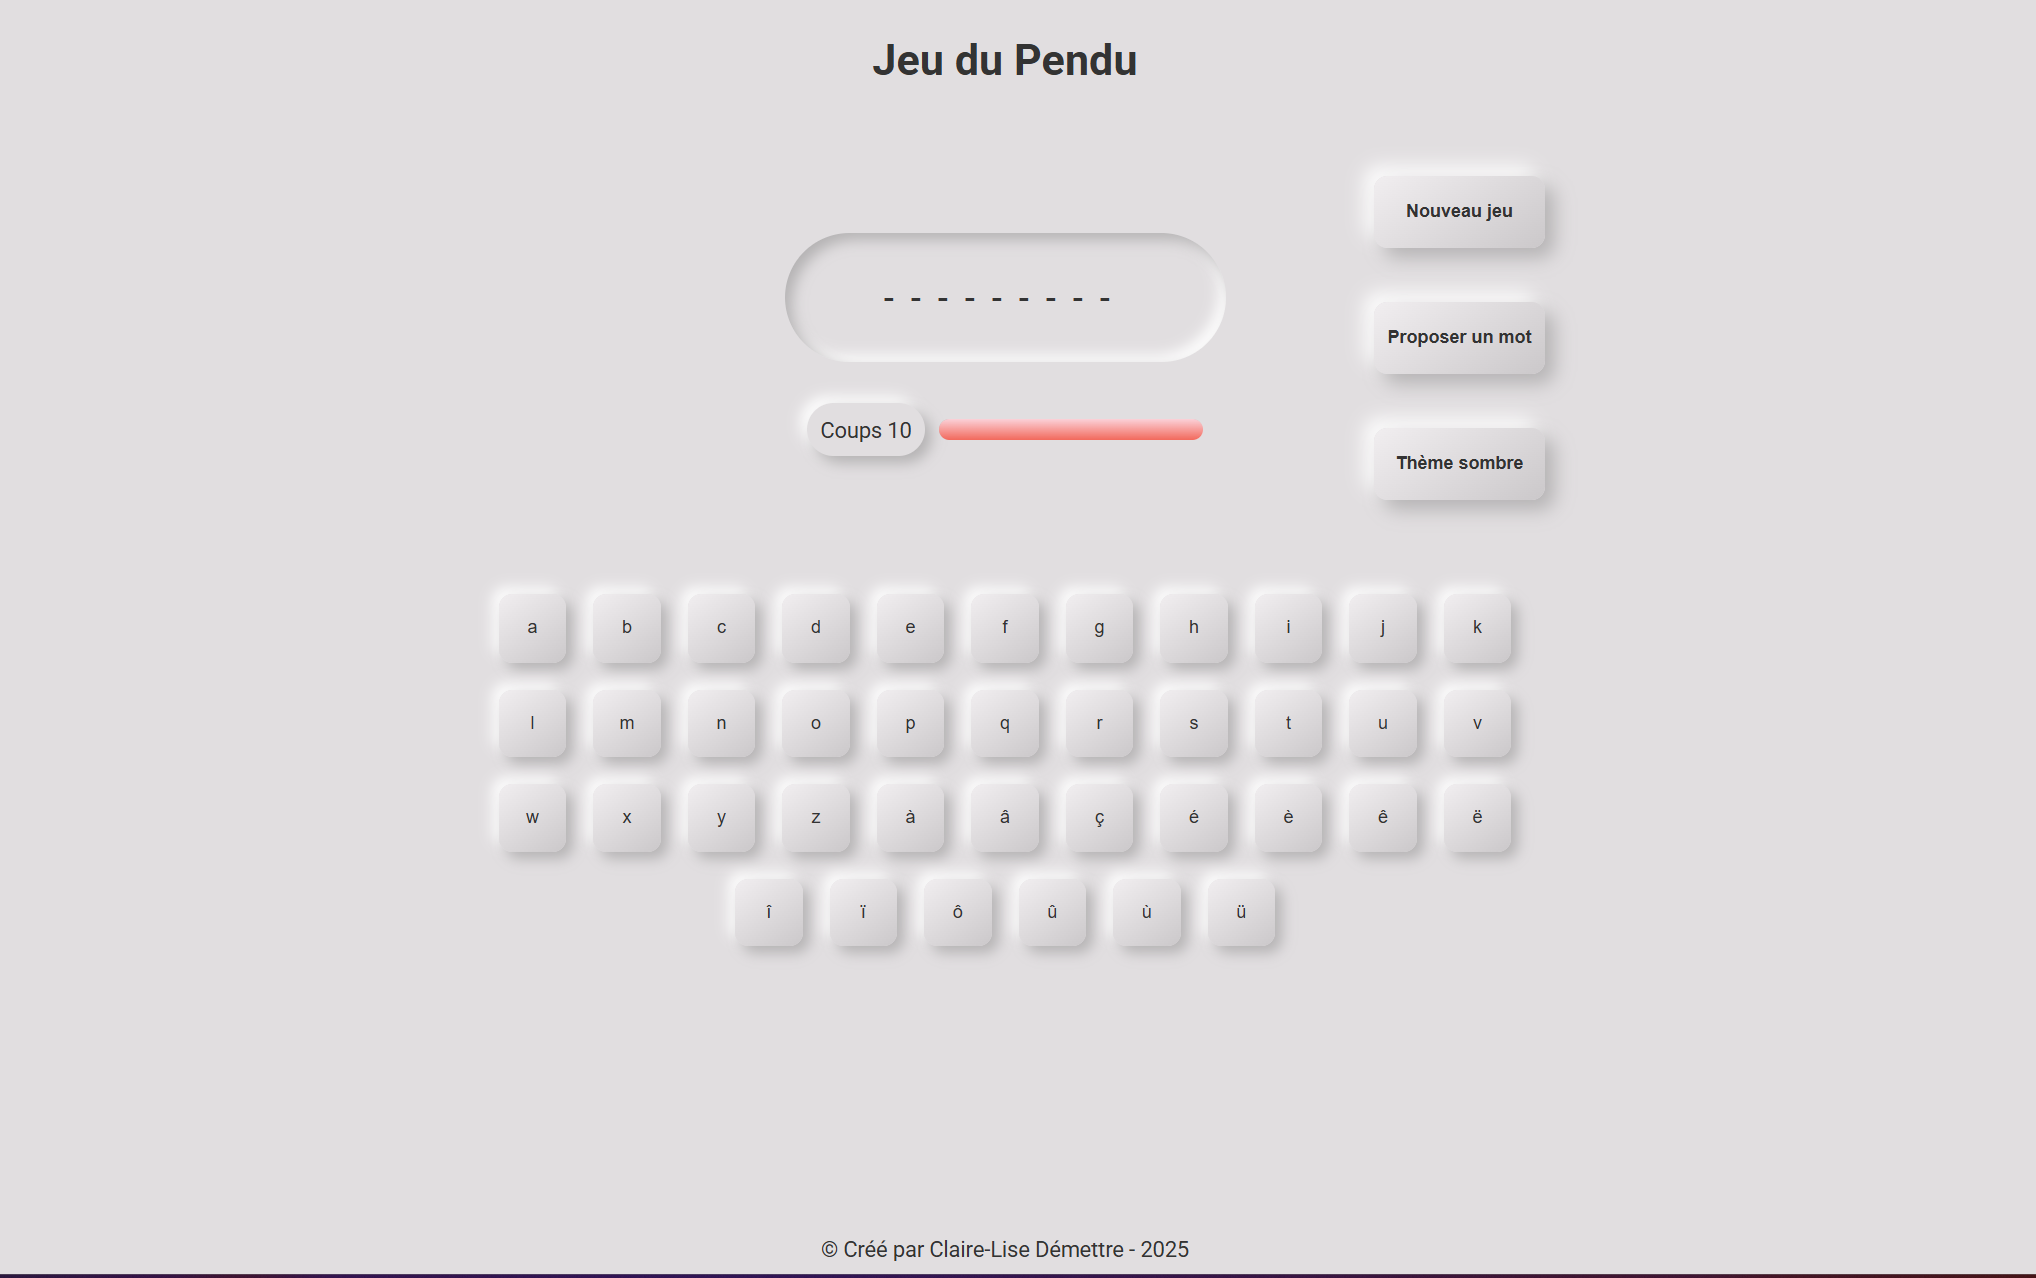 Jeu du Pendu
Nouveau jeu
- - - - - - - - -
Proposer un mot
Coups 10
Thème sombre
a b c d e f g h i j k
l m n o p q r s t u v
w x y z à â ç é è ê ë
î ï ô û ù ü
© Créé par Claire-Lise Démettre - 2025